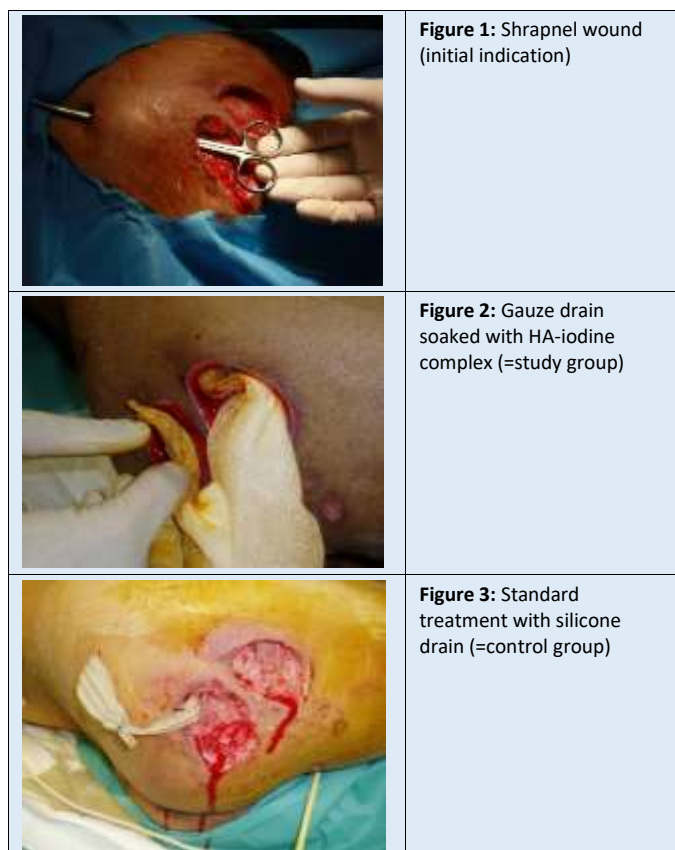 Figure 1: Shrapnel wound
(initial indication)
Figure 2: Gauze drain
soaked with HA-iodine
complex (=study group)
Figure 3: Standard
treatment with silicone
drain (=control group)